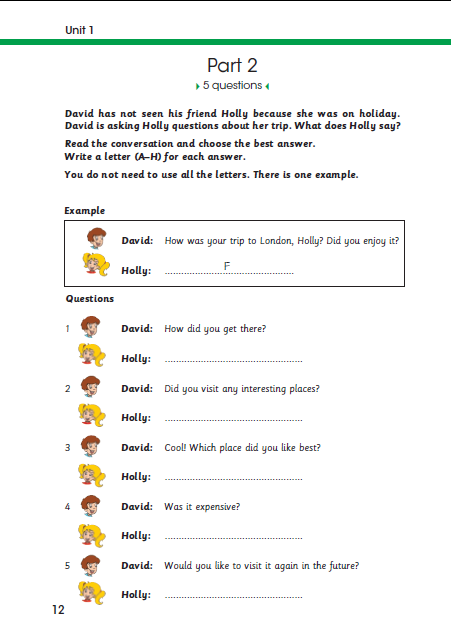 Unit 1
Part 2
5 questions
David has not seen his friend Holly because she was on holiday.
David is asking Holly questions about her trip. What does Holly say?
Read the conversation and choose the best answer.
Write a letter (A–H) for each answer.
You do not need to use all the letters. There is one example.
Example
David: How was your trip to London, Holly? Did you enjoy it?
Holly: ....................F........................
Questions
1 David: How did you get there?
Holly: ..................................................
2 David: Did you visit any interesting places?
Holly: ..................................................
3 David: Cool! Which place did you like best?
Holly: ..................................................
4 David: Was it expensive?
Holly: ..................................................
5 David: Would you like to visit it again in the future?
Holly: ..................................................
12